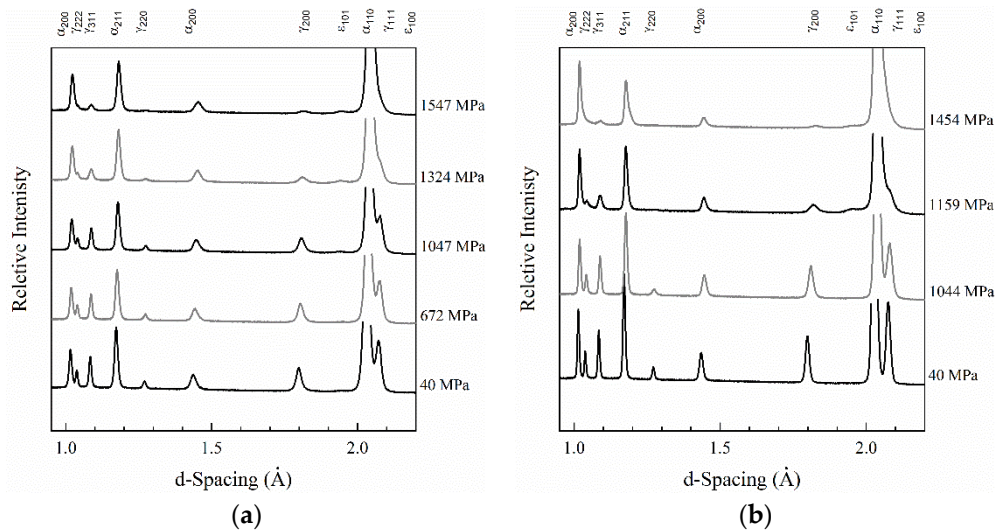 α200 γ222 γ311 α211 γ220 α200 γ200 ε101 α110 γ111 ε100
1547 MPa
1324 MPa
1047 MPa
672 MPa
40 MPa
Reletive Intenisty
1.0 1.5 2.0
d-Spacing (Å)
(a)
α200 γ222 γ311 α211 γ220 α200 γ200 ε101 α110 γ111 ε100
1454 MPa
1159 MPa
1044 MPa
40 MPa
Reletive Intenisty
1.0 1.5 2.0
d-Spacing (Å)
(b)